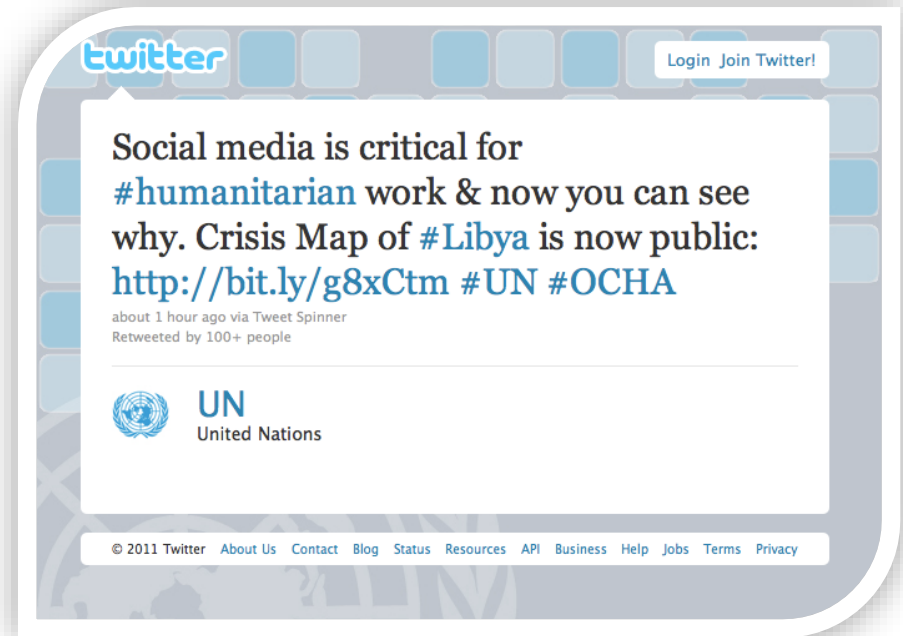 twitter
Login Join Twitter!
Social media is critical for
#humanitarian work & now you can see
why. Crisis Map of #Libya is now public:
http://bit.ly/g8xCtm #UN #OCHA
about 1 hour ago via Tweet Spinner
Retweeted by 100+ people
UN
United Nations
© 2011 Twitter About Us Contact Blog Status Resources API Business Help Jobs Terms Privacy